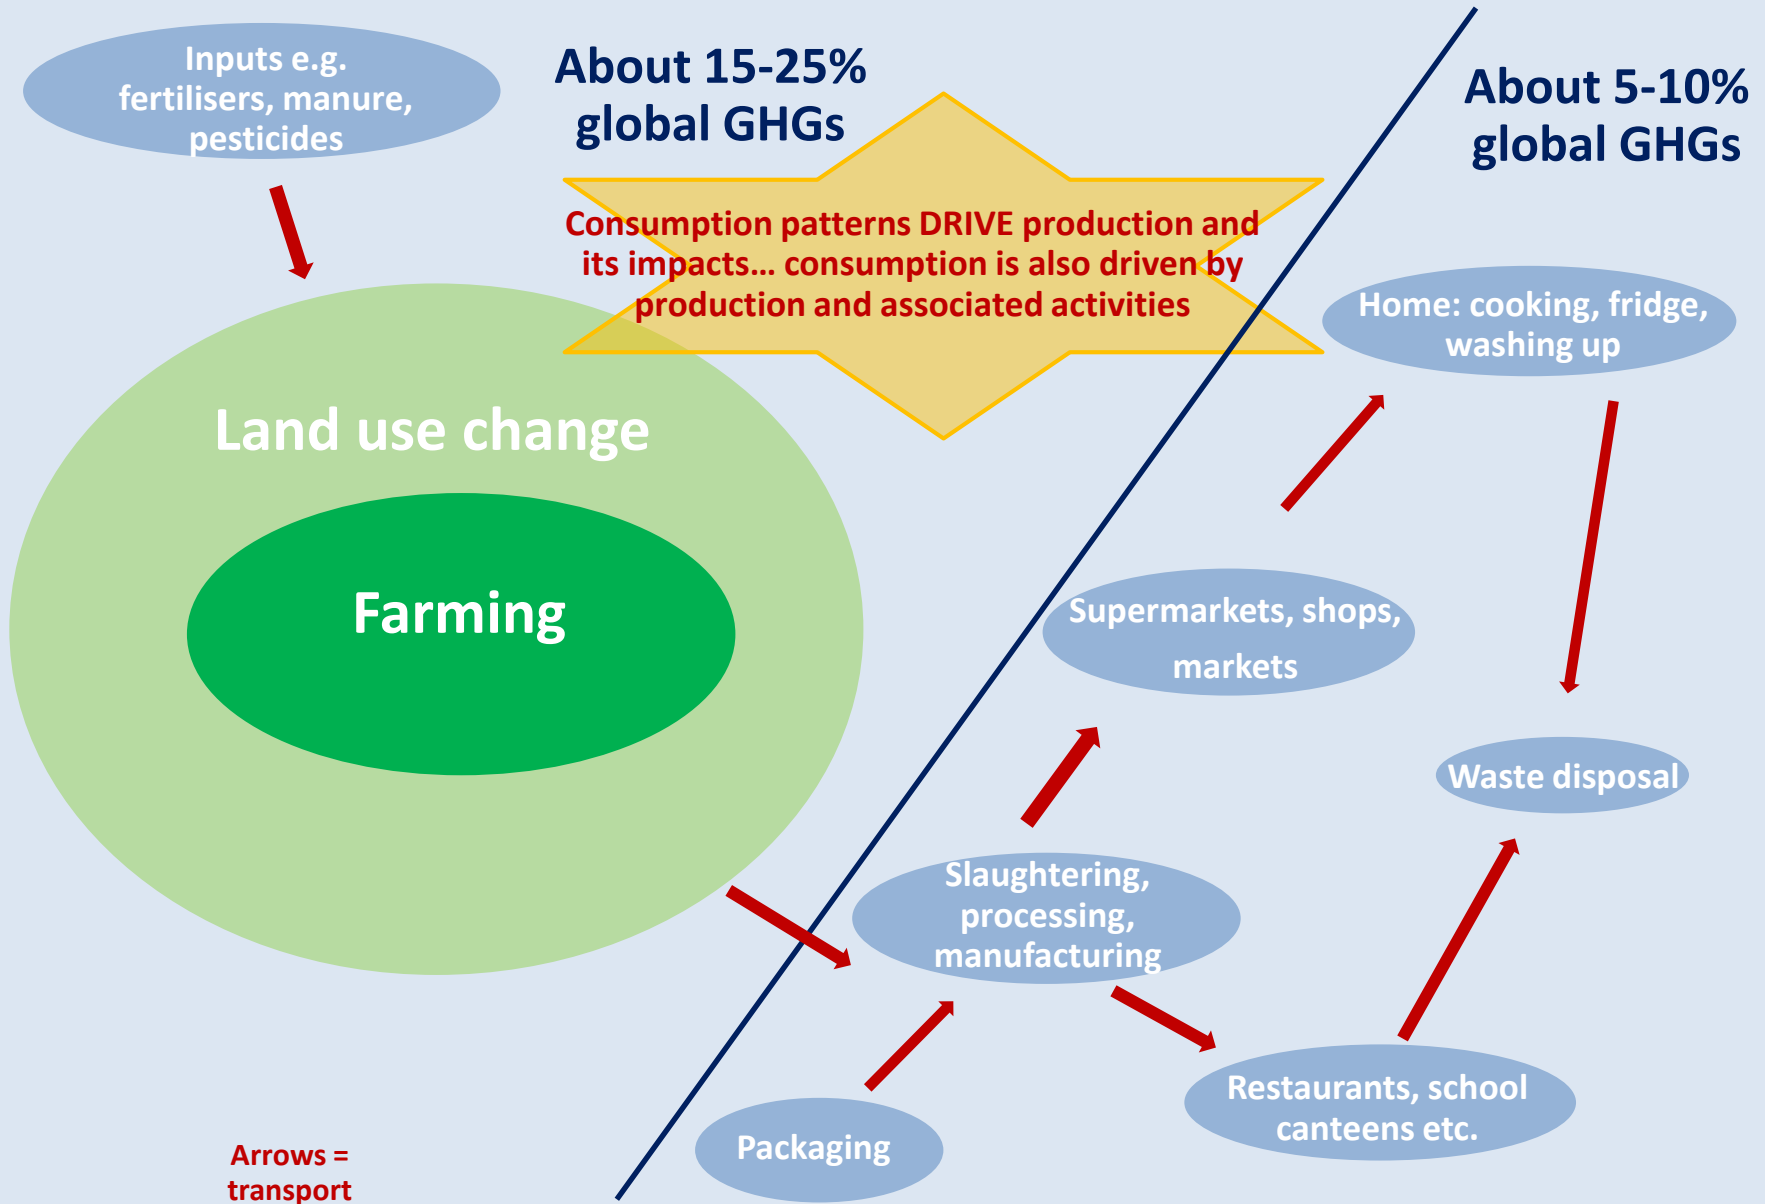 Inputs e.g.
fertilisers, manure,
pesticides
About 15-25%
global GHGs
About 5-10%
global GHGs
Consumption patterns DRIVE production and
its impacts... consumption is also driven by
production and associated activities
Home: cooking, fridge,
washing up
Land use change
Farming
Supermarkets, shops,
markets
Waste disposal
Slaughtering,
processing,
manufacturing
Restaurants, school
canteens etc.
Packaging
Arrows =
transport